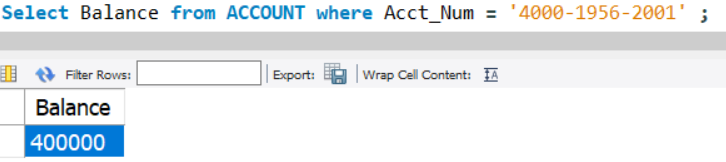 Select Balance from ACCOUNT where Acct_Num = '4000-1956-2001' ;
Filter Rows: Export: Wrap Cell Content:
Balance
400000